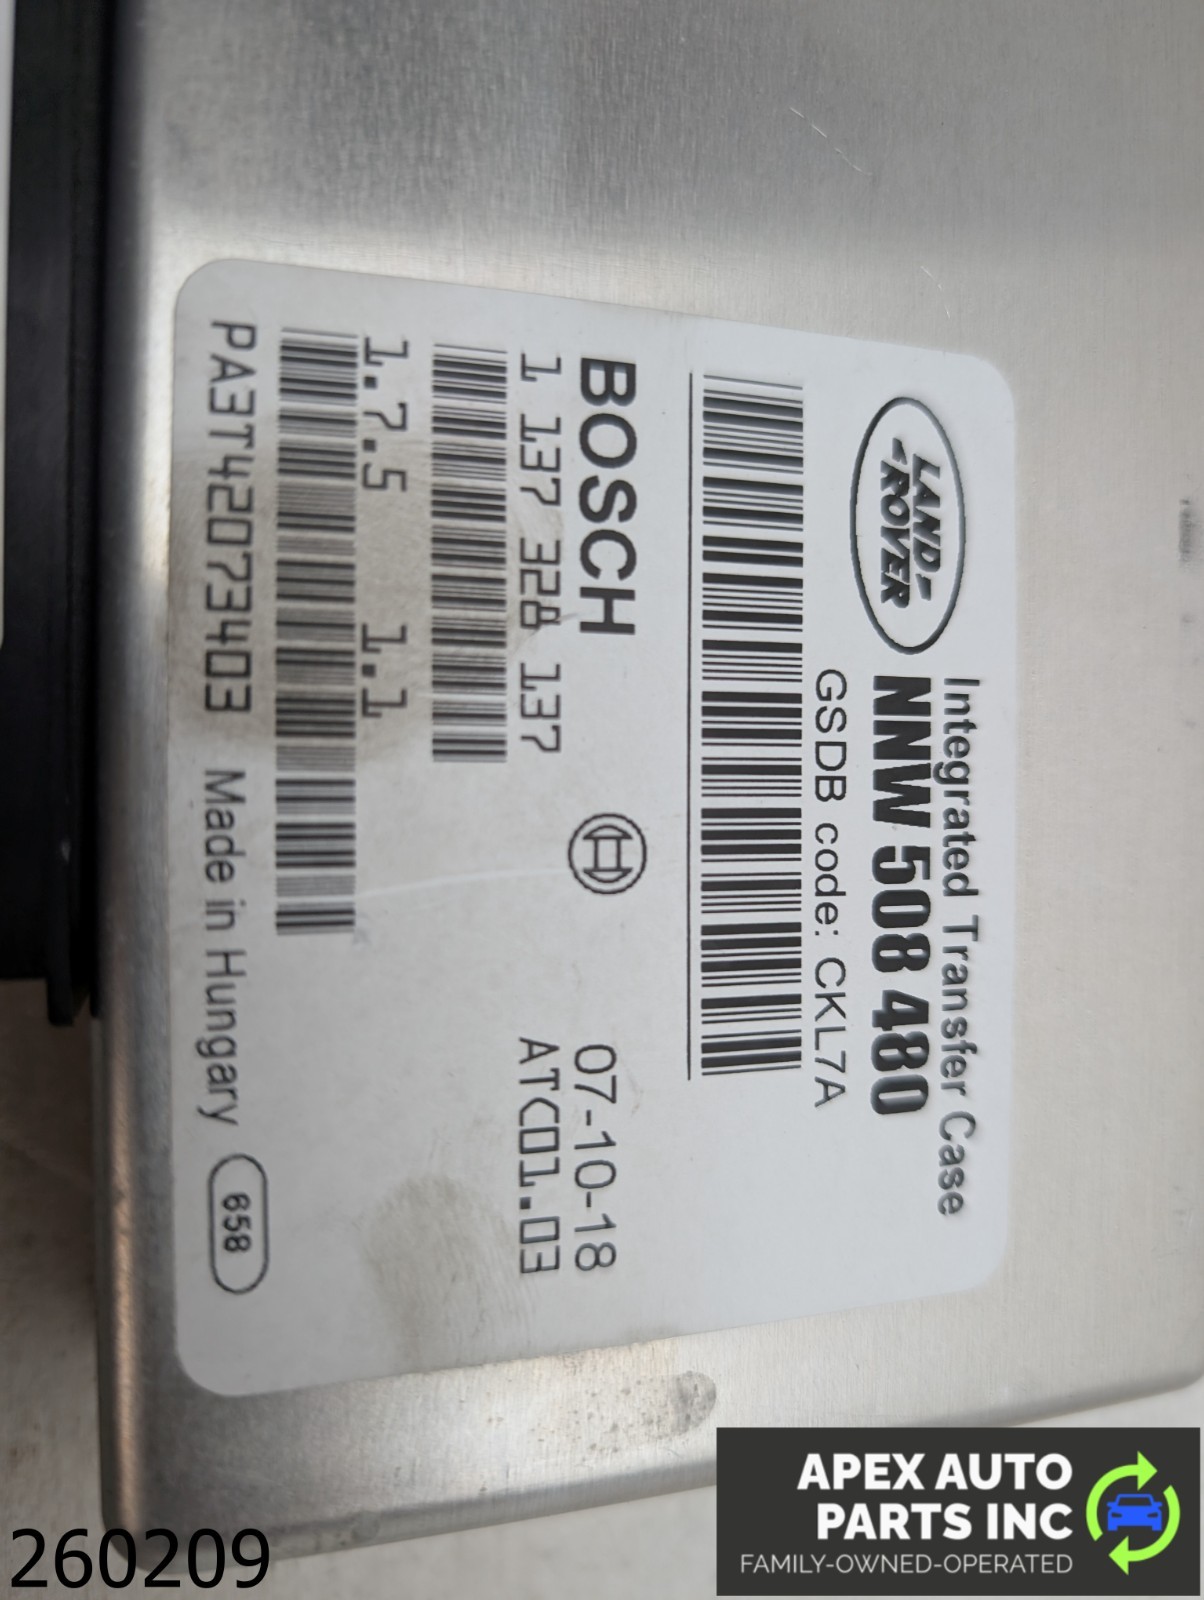 LAND-
-ROVER
Integrated Transfer Case
NNW 508 480
GSDB code: CKL7A
BOSCH
07-10-18
1 137 328 137
ATC01.03
1.7.5 1.1
PA3T42073403 Made in Hungary 658
260209
APEX AUTO
PARTS INC
FAMILY-OWNED-OPERATED